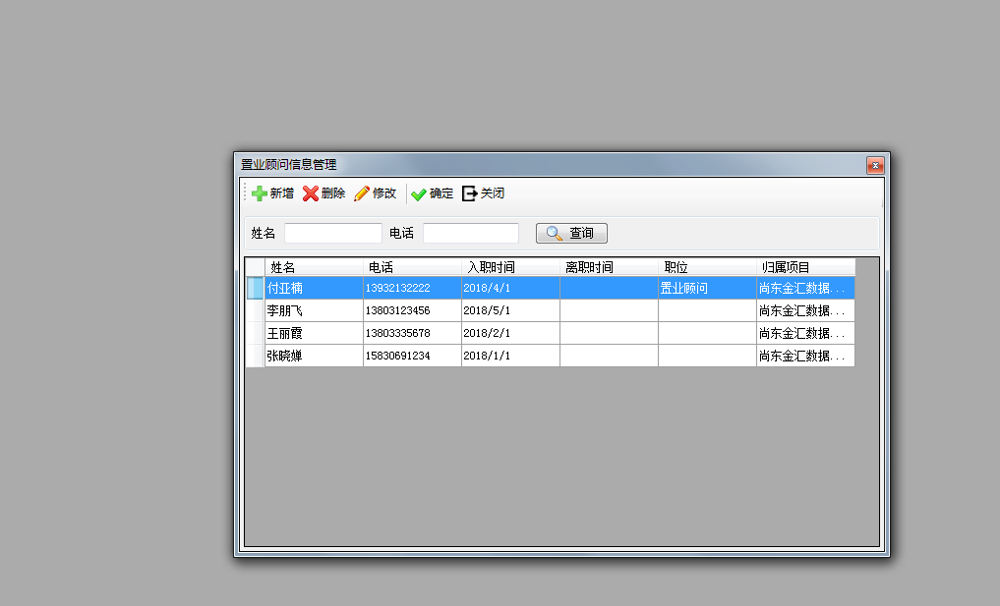 置业顾问信息管理
新增 删除 修改 确定 关闭
姓名 电话 查询
姓名 电话 入职时间 离职时间 职位 归属项目
付亚楠 13932132222 2018/4/1 置业顾问 尚东金汇数据...
李朋飞 13803123456 2018/5/1 尚东金汇数据...
王丽霞 13803335678 2018/2/1 尚东金汇数据...
张晓婵 15830691234 2018/1/1 尚东金汇数据...